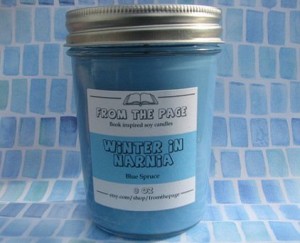 FROM THE PAGE
Book inspired soy candles
WINTER IN
NARNIA
Blue Spruce
8 OZ
etsy.com/shop/fromthepage